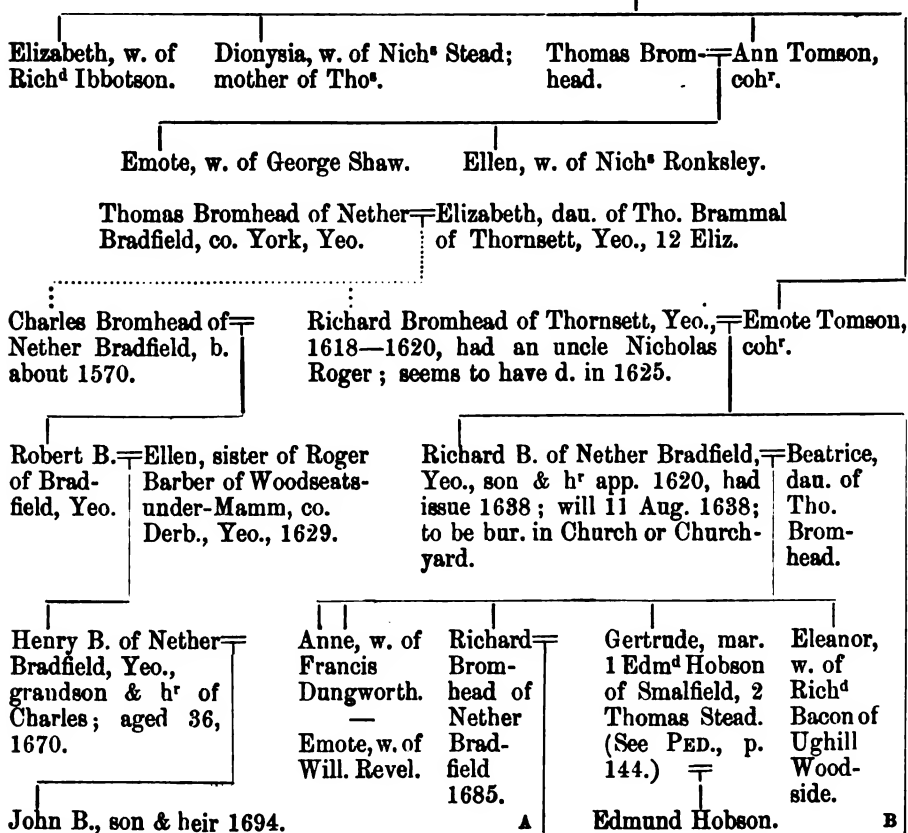 Elizabeth, w. of
Richᵈ Ibbotson.
Dionysia, w. of Nichˢ Stead;
mother of Thoˢ.
Thomas Brom-
head.
Ann Tomson,
cohʳ.
Emote, w. of George Shaw.
Ellen, w. of Nichˢ Ronksley.
Thomas Bromhead of Nether
Bradfield, co. York, Yeo.
Elizabeth, dau. of Tho. Brammal
of Thornsett, Yeo., 12 Eliz.
Charles Bromhead of
Nether Bradfield, b.
about 1570.
Richard Bromhead of Thornsett, Yeo.,
1618—1620, had an uncle Nicholas
Roger; seems to have d. in 1625.
Emote Tomson,
cohʳ.
Robert B.
of Brad-
field, Yeo.
Ellen, sister of Roger
Barber of Woodseats-
under-Mamm, co.
Derb., Yeo., 1629.
Richard B. of Nether Bradfield,
Yeo., son & hʳ app. 1620, had
issue 1638; will 11 Aug. 1638;
to be bur. in Church or Church-
yard.
Beatrice,
dau. of
Tho.
Brom-
head.
Henry B. of Nether
Bradfield, Yeo.,
grandson & hʳ of
Charles; aged 36,
1670.
Anne, w. of
Francis
Dungworth.
—
Emote, w. of
Will. Revel.
Richard
Brom-
head of
Nether
Brad-
field
1685.
Gertrude, mar.
1 Edmᵈ Hobson
of Smalfield, 2
Thomas Stead.
(See PED., p.
144.)
Eleanor,
w. of
Richᵈ
Bacon of
Ughill
Wood-
side.
John B., son & heir 1694.
A
Edmund Hobson.
B